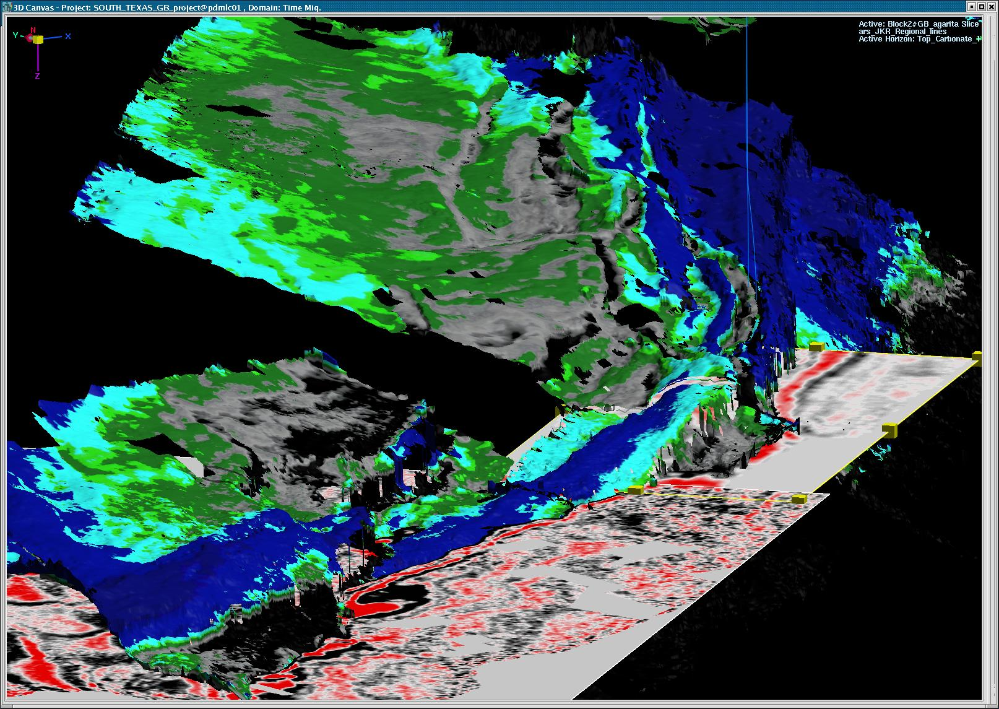 3D Canvas - Project: SOUTH_TEXAS_GB_project@pdmlc01 , Domain: Time Mig.
Active: Block2#GB_agarita Slice
ars_JKR_Regional_lines
Active Horizon: Top_Carbonate_
N
Y
X
Z